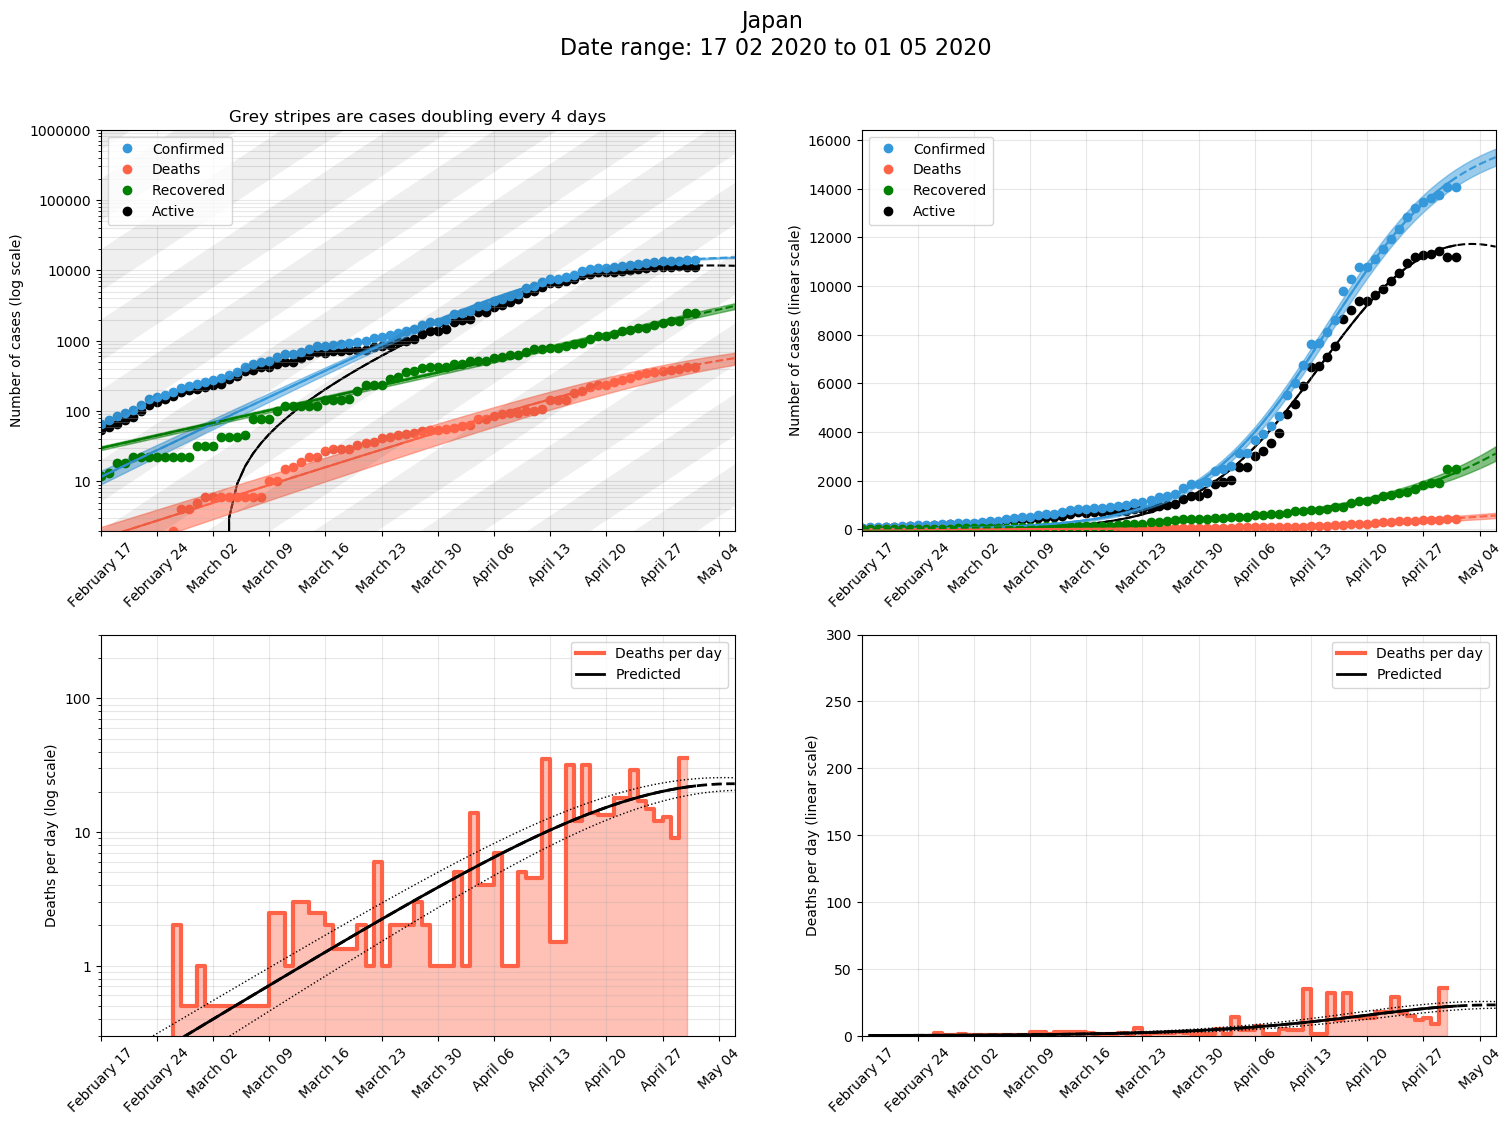 Japan
Date range: 17 02 2020 to 01 05 2020
Grey stripes are cases doubling every 4 days
Number of cases (log scale)
1000000
100000
10000
1000
100
10
Confirmed
Deaths
Recovered
Active
February 17
February 24
March 02
March 09
March 16
March 23
March 30
April 06
April 13
April 20
April 27
May 04
Number of cases (linear scale)
16000
14000
12000
10000
8000
6000
4000
2000
0
Confirmed
Deaths
Recovered
Active
February 17
February 24
March 02
March 09
March 16
March 23
March 30
April 06
April 13
April 20
April 27
May 04
Deaths per day (log scale)
100
10
1
Deaths per day
Predicted
February 17
February 24
March 02
March 09
March 16
March 23
March 30
April 06
April 13
April 20
April 27
May 04
Deaths per day (linear scale)
300
250
200
150
100
50
0
Deaths per day
Predicted
February 17
February 24
March 02
March 09
March 16
March 23
March 30
April 06
April 13
April 20
April 27
May 04